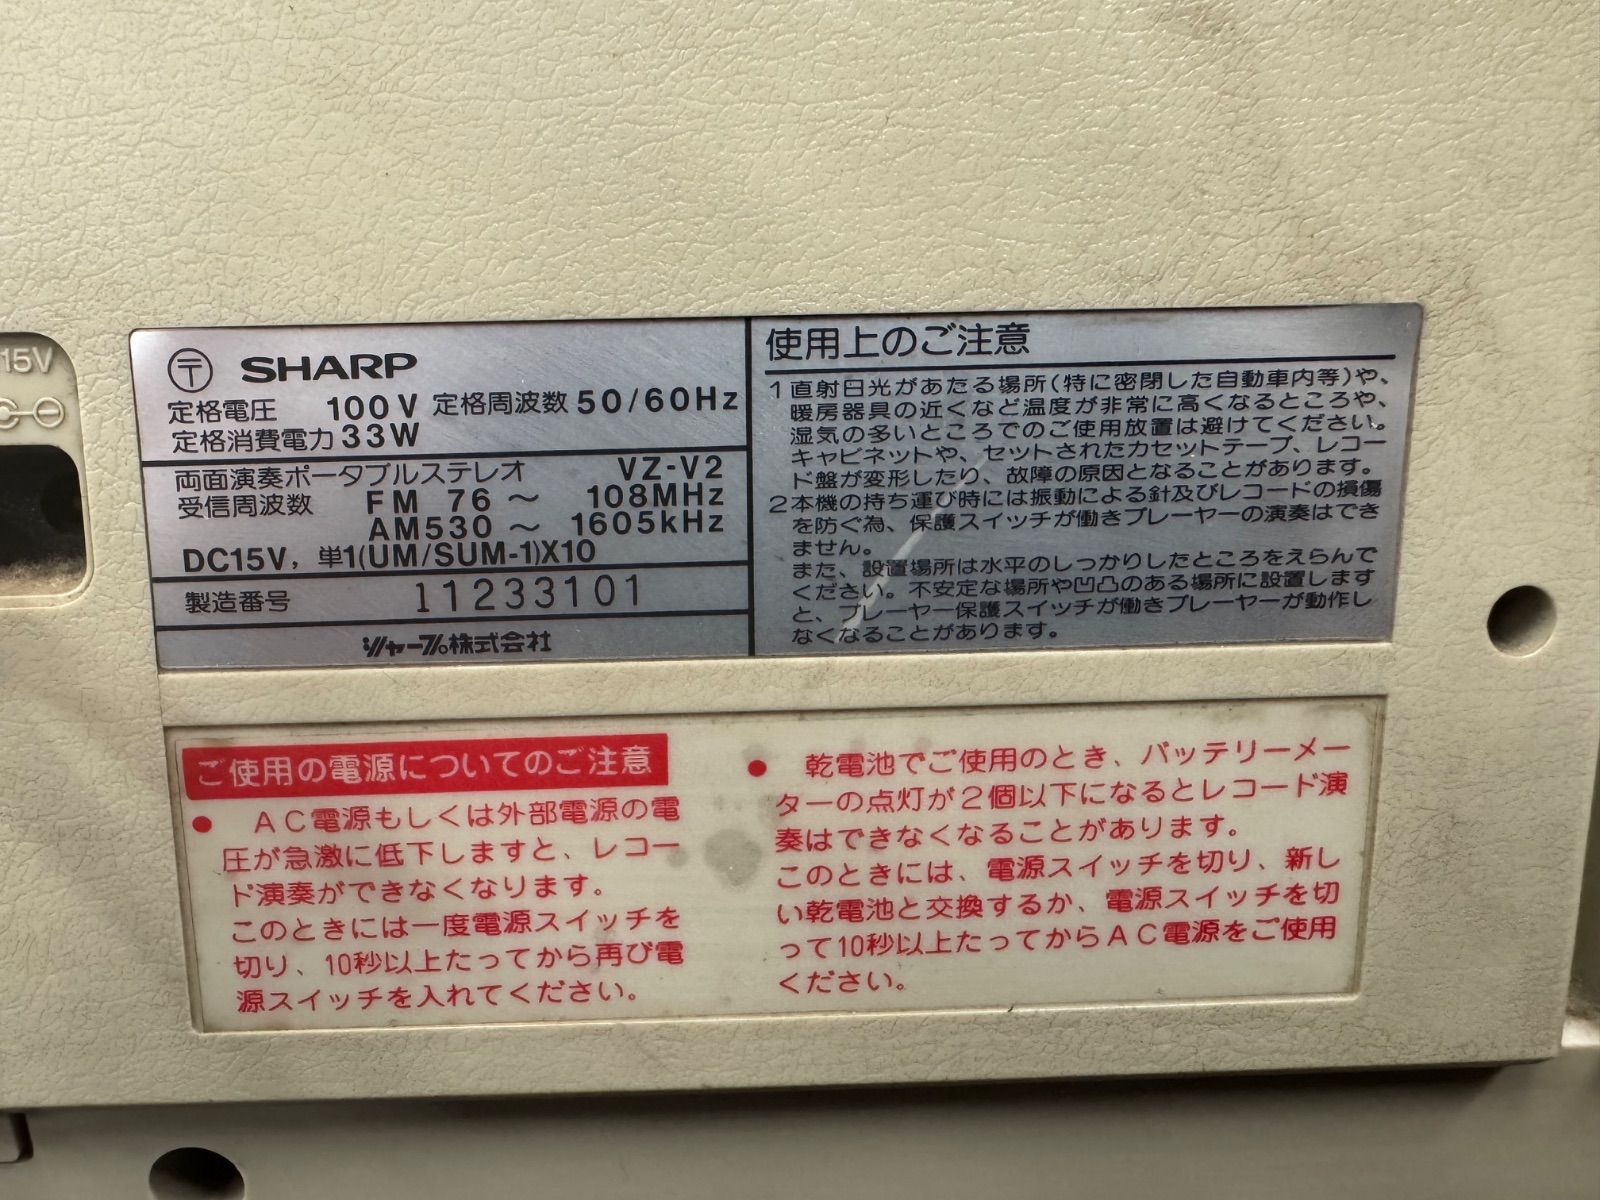 15V
〒 SHARP
定格電圧 100V 定格周波数 50/60Hz
定格消費電力 33W
両面演奏ポータブルステレオ VZ-V2
受信周波数 FM 76 ～ 108MHz
AM530 ～ 1605kHz
DC15V, 単1(UM/SUM-1)X10
製造番号 11233101
シャープ株式会社
使用上のご注意
1 直射日光があたる場所(特に密閉した自動車内等)や、
暖房器具の近くなど温度が非常に高くなるところや、
湿気の多いところでのご使用放置は避けてください。
キャビネットや、セットされたカセットテープ、レコー
ド盤が変形したり、故障の原因となることがあります。
2 本機の持ち運び時には振動による針及びレコードの損傷
を防ぐ為、保護スイッチが働きプレーヤーの演奏はでき
ません。
また、設置場所は水平のしっかりしたところをえらんで
ください。不安定な場所や凹凸のある場所に設置します
と、プレーヤー保護スイッチが働きプレーヤーが動作し
なくなることがあります。
ご使用の電源についてのご注意
● AC電源もしくは外部電源の電
圧が急激に低下しますと、レコー
ド演奏ができなくなります。
このときには一度電源スイッチを
切り、10秒以上たってから再び電
源スイッチを入れてください。
● 乾電池でご使用のとき、バッテリーメー
ターの点灯が2個以下になるとレコード演
奏はできなくなることがあります。
このときには、電源スイッチを切り、新し
い乾電池と交換するか、電源スイッチを切
って10秒以上たってからAC電源をご使用
ください。